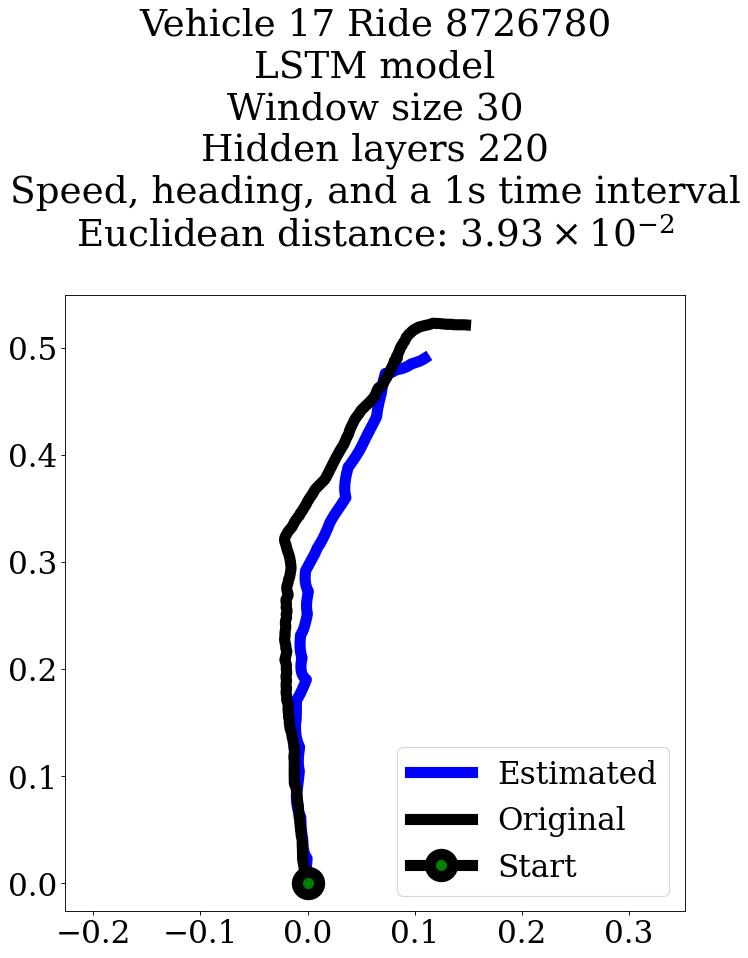 Vehicle 17 Ride 8726780
LSTM model
Window size 30
Hidden layers 220
Speed, heading, and a 1s time interval
Euclidean distance: 3.93 × 10⁻²
0.5
0.4
0.3
0.2
0.1
0.0
Estimated
Original
Start
−0.2 −0.1 0.0 0.1 0.2 0.3